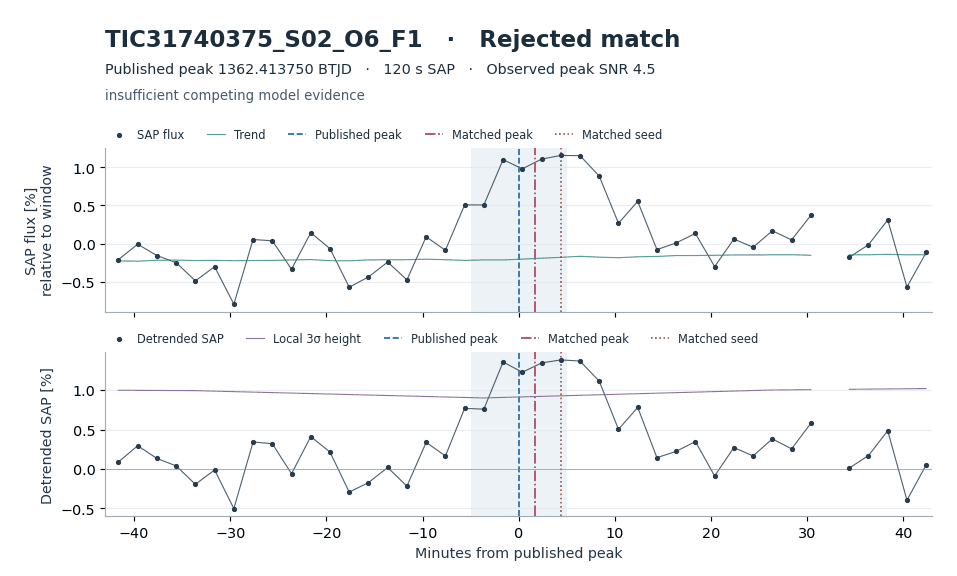 TIC31740375_S02_O6_F1 · Rejected match
Published peak 1362.413750 BTJD · 120 s SAP · Observed peak SNR 4.5
insufficient competing model evidence
SAP flux Trend Published peak Matched peak Matched seed
SAP flux [%]
relative to window
1.0
0.5
0.0
−0.5
Detrended SAP Local 3σ height Published peak Matched peak Matched seed
Detrended SAP [%]
1.0
0.5
0.0
−0.5
−40 −30 −20 −10 0 10 20 30 40
Minutes from published peak